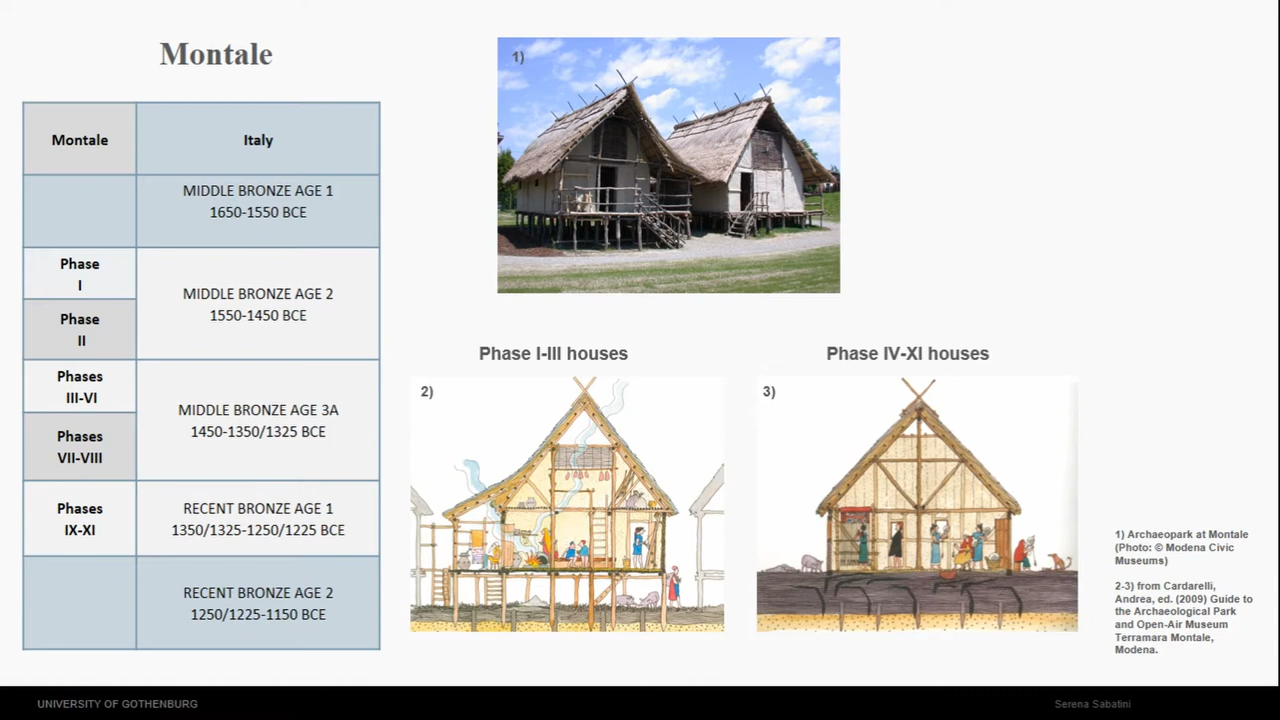 Montale
Montale
Italy
MIDDLE BRONZE AGE 1
1650-1550 BCE
Phase
I
MIDDLE BRONZE AGE 2
1550-1450 BCE
Phase
II
Phases
III-VI
MIDDLE BRONZE AGE 3A
1450-1350/1325 BCE
Phases
VII-VIII
Phases
IX-XI
RECENT BRONZE AGE 1
1350/1325-1250/1225 BCE
RECENT BRONZE AGE 2
1250/1225-1150 BCE
1)
Phase I-III houses
2)
Phase IV-XI houses
3)
1) Archaeopark at Montale
(Photo: © Modena Civic
Museums)
2-3) from Cardarelli,
Andrea, ed. (2009) Guide to
the Archaeological Park
and Open-Air Museum
Terramara Montale,
Modena.
UNIVERSITY OF GOTHENBURG
Serena Sabatini